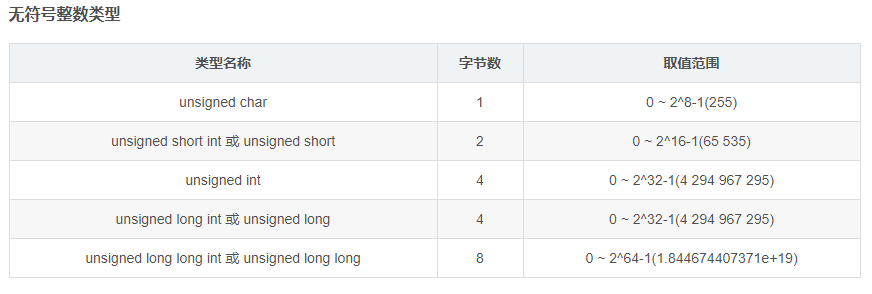 无符号整数类型
类型名称 字节数 取值范围
unsigned char 1 0 ~ 2^8-1(255)
unsigned short int 或 unsigned short 2 0 ~ 2^16-1(65 535)
unsigned int 4 0 ~ 2^32-1(4 294 967 295)
unsigned long int 或 unsigned long 4 0 ~ 2^32-1(4 294 967 295)
unsigned long long int 或 unsigned long long 8 0 ~ 2^64-1(1.844674407371e+19)